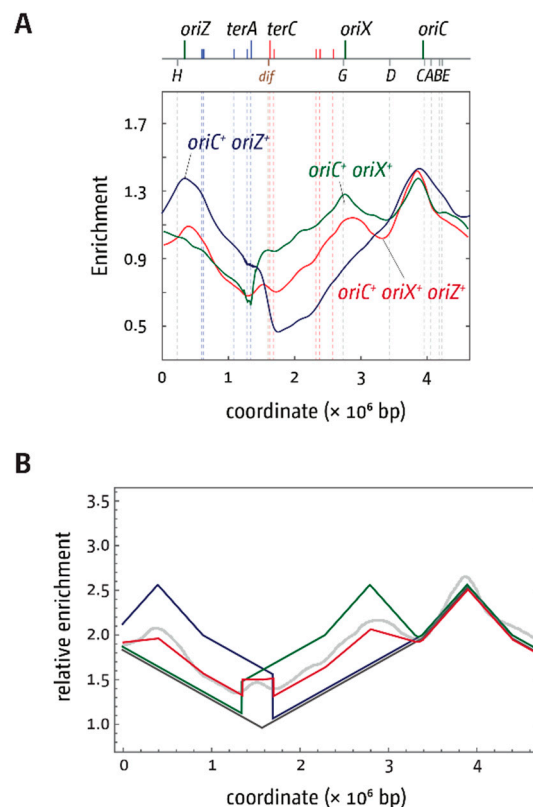 A
oriZ terA terC oriX oriC
H dif G D CABE
1.7
1.3
0.9
0.5
Enrichment
oriC⁺ oriZ⁺
oriC⁺ oriX⁺
oriC⁺ oriX⁺ oriZ⁺
0 1 2 3 4
coordinate (× 10⁶ bp)
B
3.5
3.0
2.5
2.0
1.5
1.0
relative enrichment
0 2 3 4
coordinate (× 10⁶ bp)